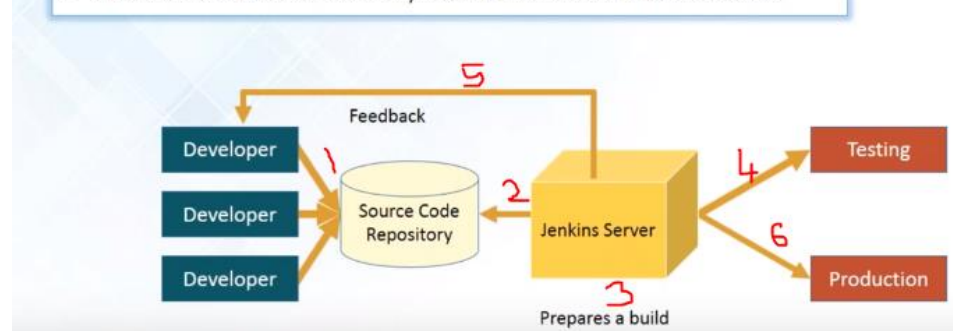 5
Feedback
Developer
1
4
Testing
Developer
Source Code
Repository
2
Jenkins Server
6
Developer
3
Production
Prepares a build